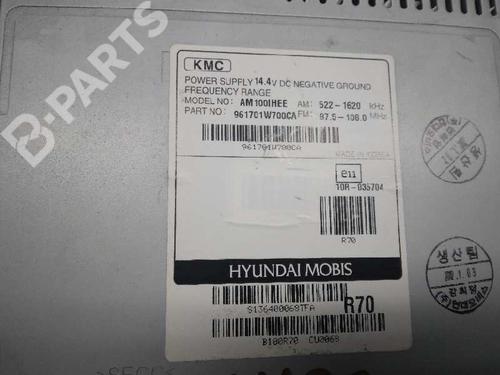 B-PARTS
KMC
POWER SUPPLY 14.4V DC NEGATIVE GROUND
FREQUENCY RANGE
MODEL NO: AM100IHEE AM: 522-1620 KHz
PART NO: 961701W700CA FM: 87.5-108.0 MHz
961701W700CA
MADE IN KOREA
e11
10R-035704
R70
HYUNDAI MOBIS
S1364000697FA R70
B100R70 CU0069
생산팀